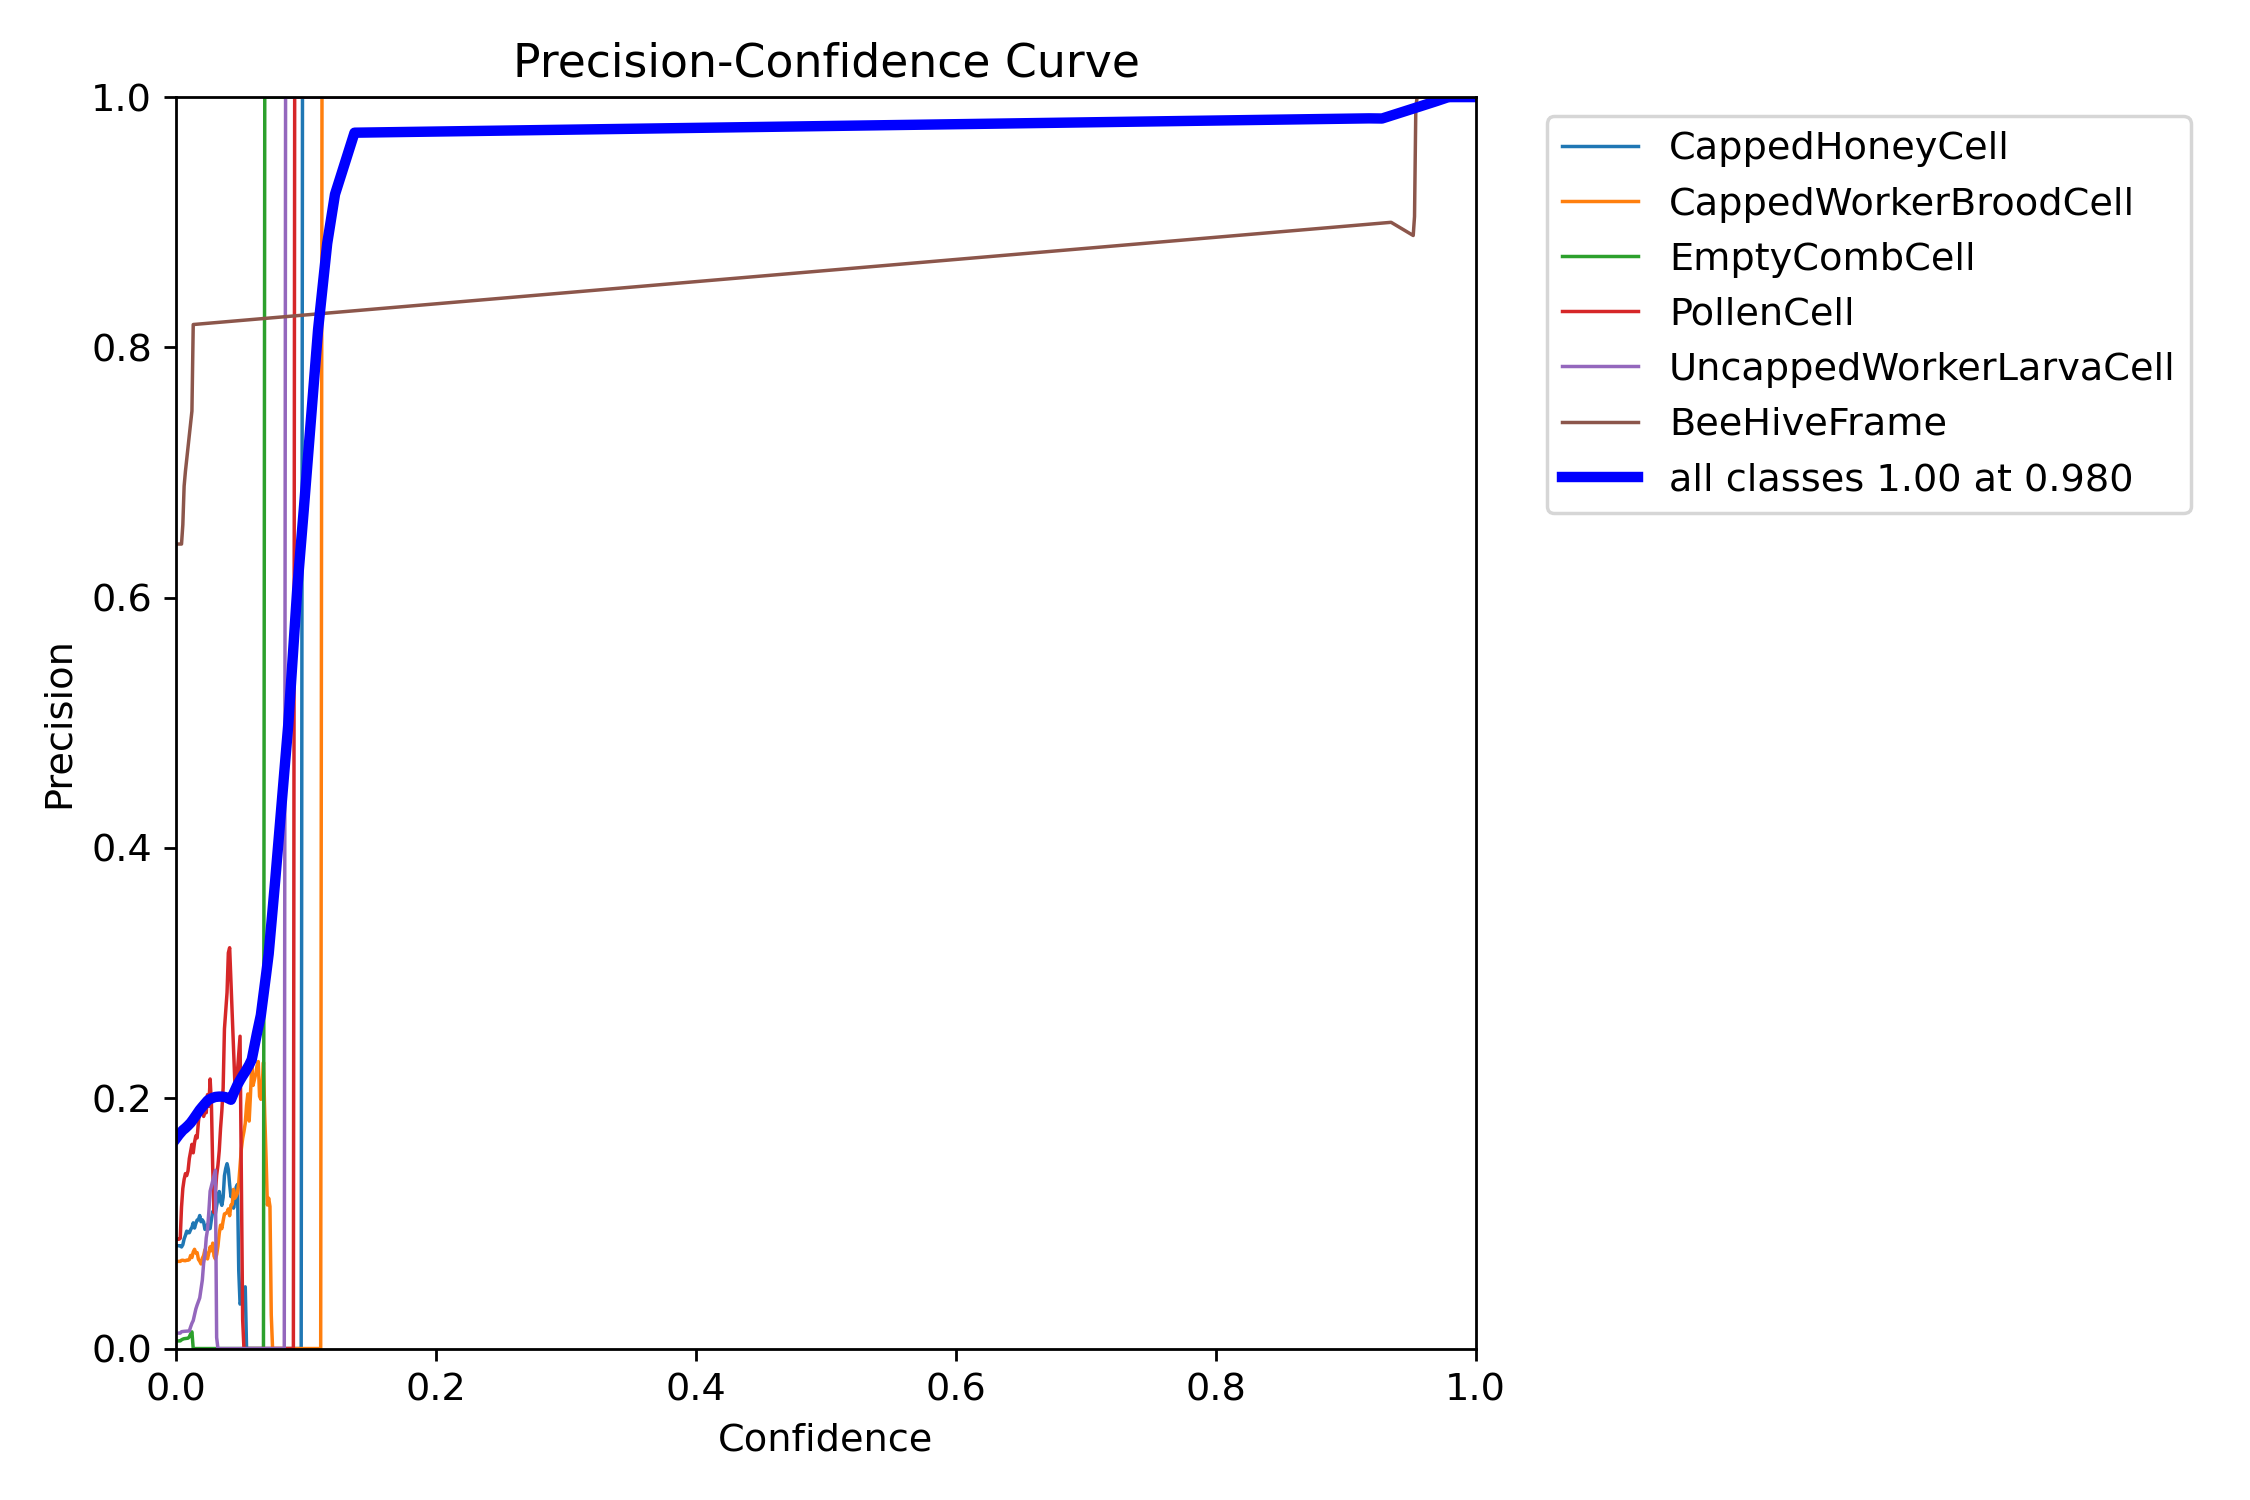 Precision-Confidence Curve
1.0
0.8
0.6
0.4
0.2
0.0
Precision
0.0 0.2 0.4 0.6 0.8 1.0
Confidence
CappedHoneyCell
CappedWorkerBroodCell
EmptyCombCell
PollenCell
UncappedWorkerLarvaCell
BeeHiveFrame
all classes 1.00 at 0.980